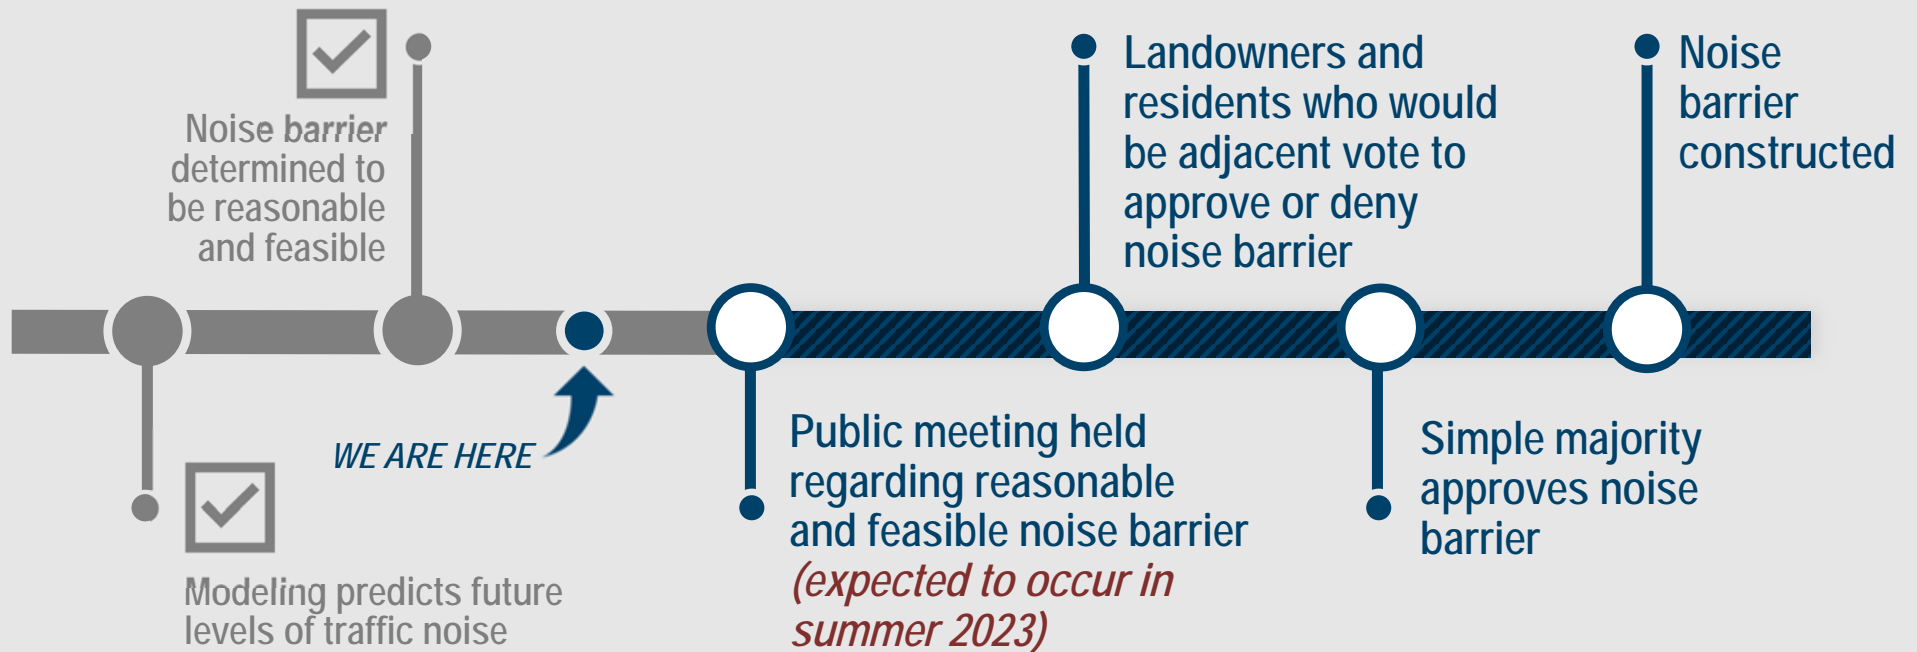 Noise barrier
determined to
be reasonable
and feasible
Landowners and
residents who would
be adjacent vote to
approve or deny
noise barrier
Noise
barrier
constructed
WE ARE HERE
Modeling predicts future
levels of traffic noise
Public meeting held
regarding reasonable
and feasible noise barrier
(expected to occur in
summer 2023)
Simple majority
approves noise
barrier